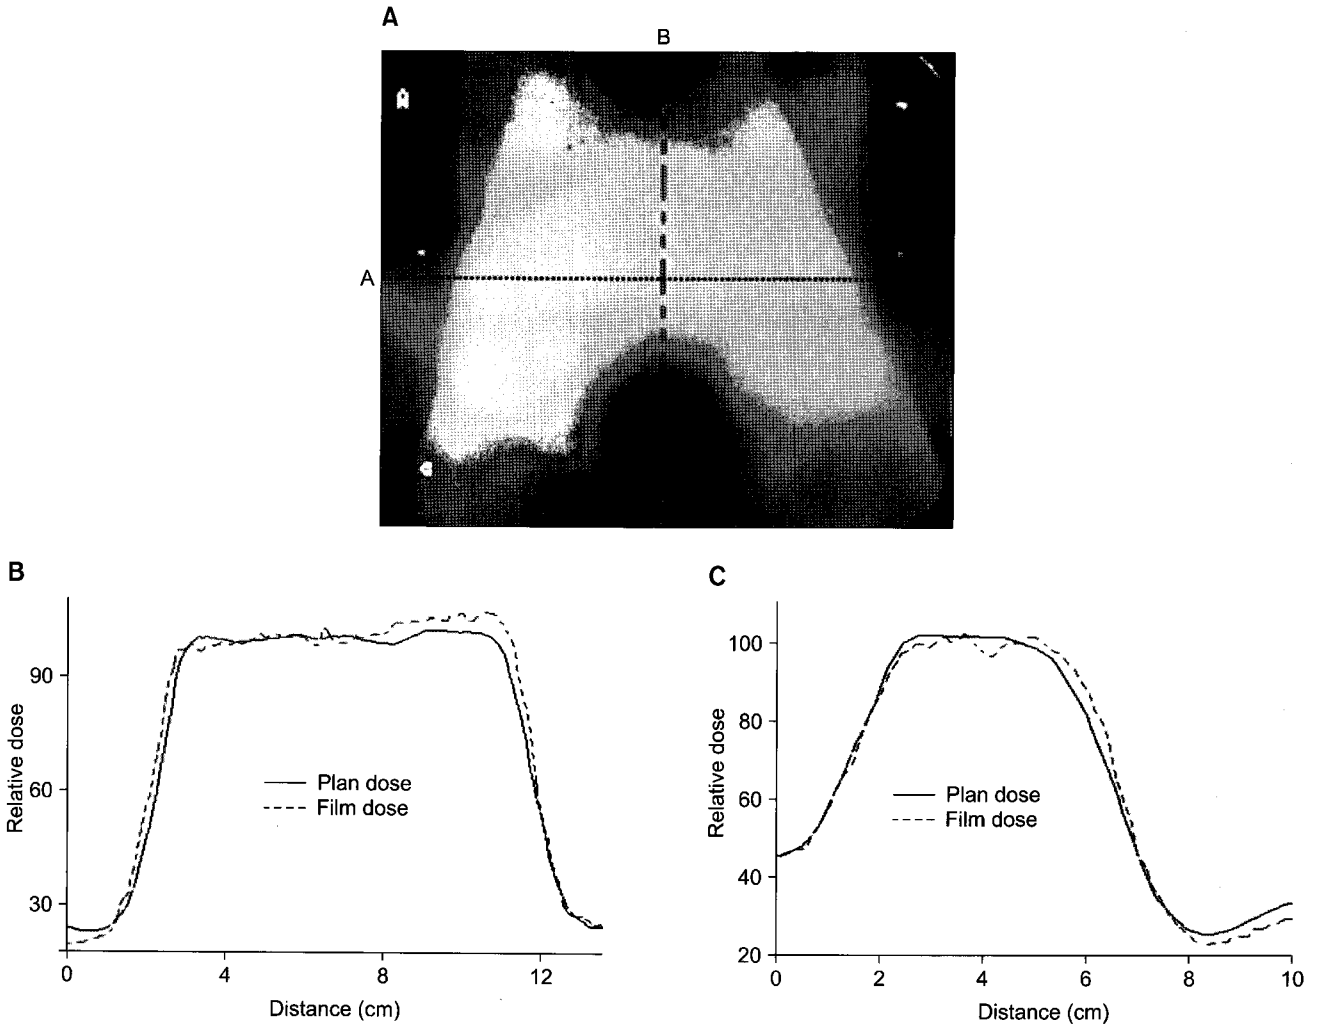 A
B
A
B
90
60
30
Relative dose
Plan dose
Film dose
0
4
8
12
Distance (cm)
C
100
80
60
40
20
Relative dose
Plan dose
Film dose
0
2
4
6
8
10
Distance (cm)